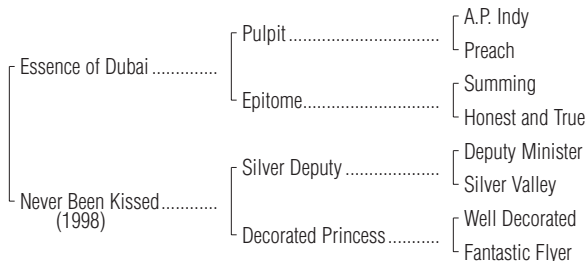 A.P. Indy
Pulpit
Preach
Essence of Dubai
Summing
Epitome
Honest and True
Deputy Minister
Silver Deputy
Silver Valley
Never Been Kissed
(1998)
Well Decorated
Decorated Princess
Fantastic Flyer